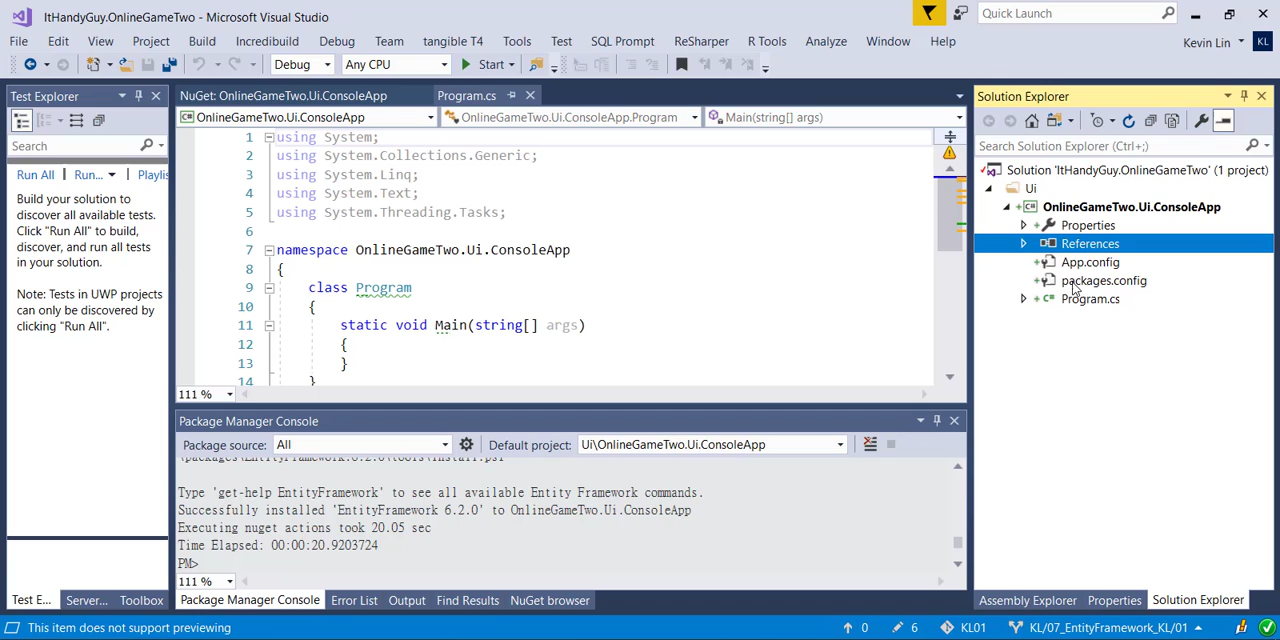 ItHandyGuy.OnlineGameTwo - Microsoft Visual Studio
Quick Launch
File Edit View Project Build Incredibuild Debug Team tangible T4 Tools Test SQL Prompt ReSharper R Tools Analyze Window Help
Kevin Lin KL
Debug Any CPU Start
Test Explorer
Search
Run All | Run... | Playlis
Build your solution to
discover all available tests.
Click "Run All" to build,
discover, and run all tests
in your solution.
Note: Tests in UWP projects
can only be discovered by
clicking "Run All".
Test E... Server... Toolbox
NuGet: OnlineGameTwo.Ui.ConsoleApp Program.cs
OnlineGameTwo.Ui.ConsoleApp OnlineGameTwo.Ui.ConsoleApp.Program Main(string[] args)
1 using System;
2 using System.Collections.Generic;
3 using System.Linq;
4 using System.Text;
5 using System.Threading.Tasks;
6
7 namespace OnlineGameTwo.Ui.ConsoleApp
8 {
9 class Program
10 {
11 static void Main(string[] args)
12 {
13 }
14 }
111 %
Package Manager Console
Package source: All Default project: Ui\OnlineGameTwo.Ui.ConsoleApp
\packages\EntityFramework.6.2.0\tools\install.ps1'
Type 'get-help EntityFramework' to see all available Entity Framework commands.
Successfully installed 'EntityFramework 6.2.0' to OnlineGameTwo.Ui.ConsoleApp
Executing nuget actions took 20.05 sec
Time Elapsed: 00:00:20.9203724
PM>
111 %
Package Manager Console Error List Output Find Results NuGet browser
Solution Explorer
Search Solution Explorer (Ctrl+;)
Solution 'ItHandyGuy.OnlineGameTwo' (1 project)
Ui
OnlineGameTwo.Ui.ConsoleApp
Properties
References
App.config
packages.config
Program.cs
Assembly Explorer Properties Solution Explorer
This item does not support previewing 0 6 KL01 KL/07_EntityFramework_KL/01